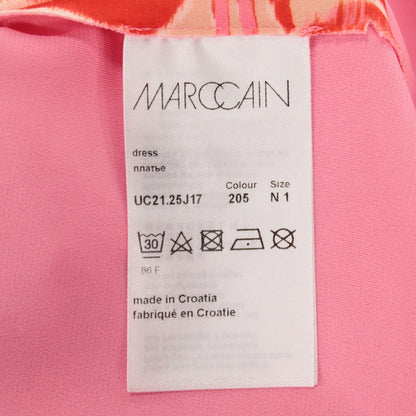 MARCCAIN
dress
платье
Colour Size
UC21.25J17 205 N 1
30
86 F
made in Croatia
fabriqué en Croatie